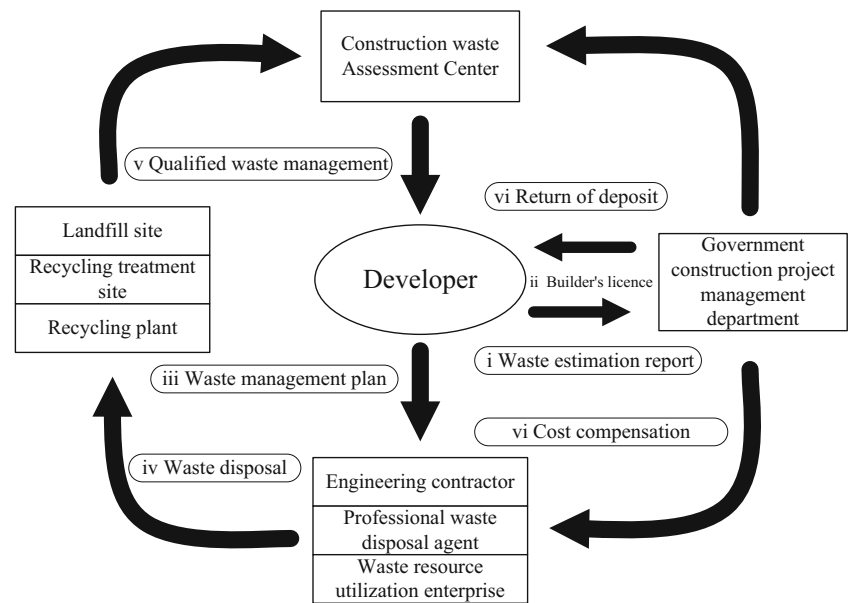 Construction waste
Assessment Center
v Qualified waste management
vi Return of deposit
Landfill site
Recycling treatment
site
Recycling plant
Developer
ii Builder's licence
Government
construction project
management
department
iii Waste management plan
i Waste estimation report
vi Cost compensation
iv Waste disposal
Engineering contractor
Professional waste
disposal agent
Waste resource
utilization enterprise